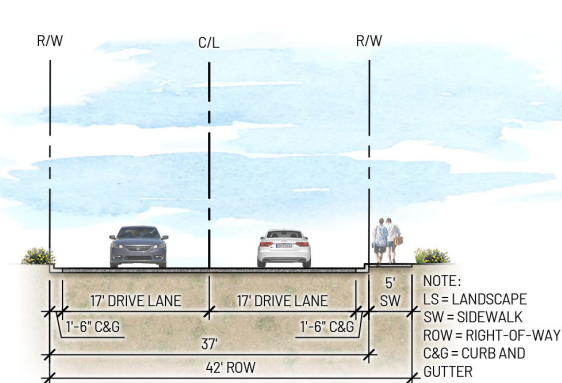 R/W
C/L
R/W
17' DRIVE LANE
17' DRIVE LANE
5'
SW
1'-6" C&G
1'-6" C&G
37'
42' ROW
NOTE:
LS = LANDSCAPE
SW = SIDEWALK
ROW = RIGHT-OF-WAY
C&G = CURB AND
GUTTER